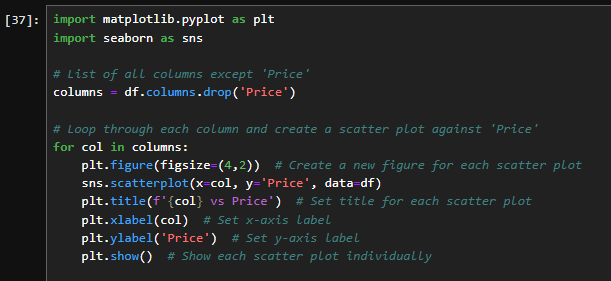 [37]: import matplotlib.pyplot as plt
import seaborn as sns
# List of all columns except 'Price'
columns = df.columns.drop('Price')
# Loop through each column and create a scatter plot against 'Price'
for col in columns:
    plt.figure(figsize=(4,2))  # Create a new figure for each scatter plot
    sns.scatterplot(x=col, y='Price', data=df)
    plt.title(f'{col} vs Price')  # Set title for each scatter plot
    plt.xlabel(col)  # Set x-axis label
    plt.ylabel('Price')  # Set y-axis label
    plt.show()  # Show each scatter plot individually